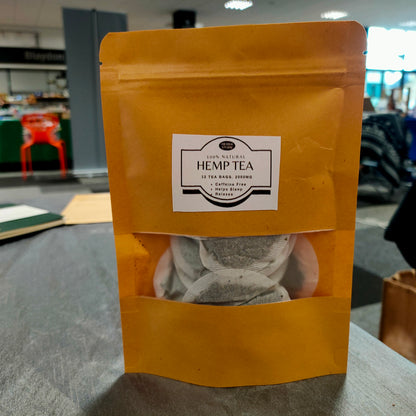 100% NATURAL
HEMP TEA
12 TEA BAGS, 2000MG
• Caffeine Free
• Helps Sleep
• Relaxes